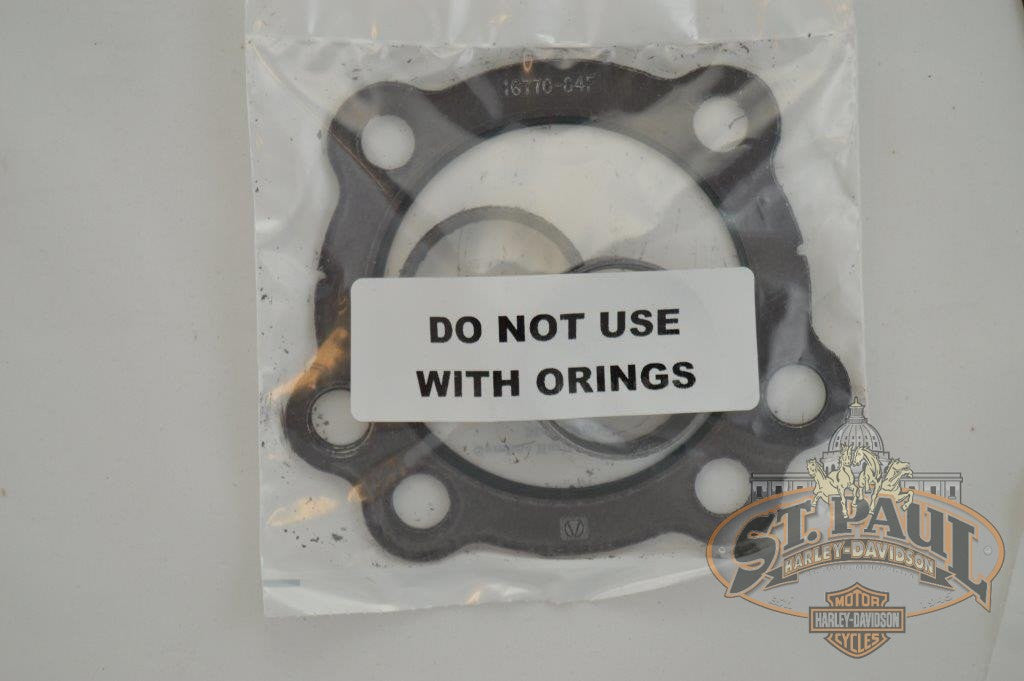 16770-84F
DO NOT USE
WITH ORINGS
ST. PAUL
HARLEY-DAVIDSON
MOTOR
HARLEY-DAVIDSON
CYCLES